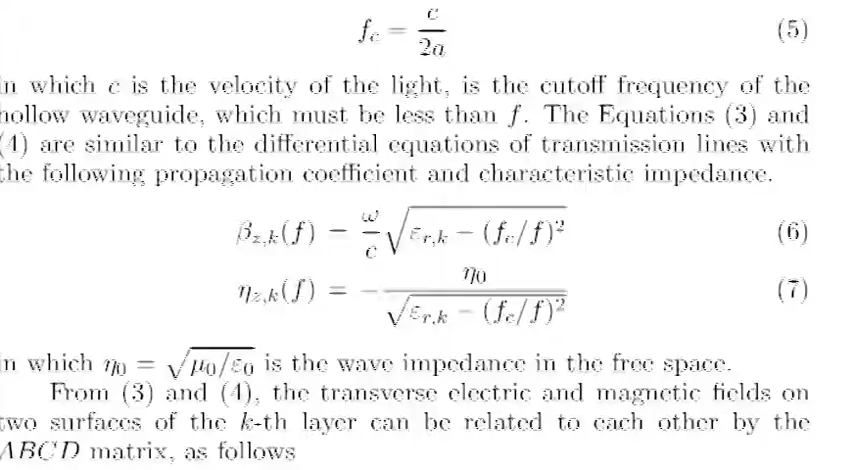 f_c = c/2a (5)
in which c is the velocity of the light, is the cutoff frequency of the
hollow waveguide, which must be less than f. The Equations (3) and
(4) are similar to the differential equations of transmission lines with
the following propagation coefficient and characteristic impedance.
β_{z,k}(f) = ω/c √(ε_{r,k} − (f_c/f)²) (6)
η_{z,k}(f) = −η_0/√(ε_{r,k} − (f_c/f)²) (7)
in which η_0 = √(μ_0/ε_0) is the wave impedance in the free space.
From (3) and (4), the transverse electric and magnetic fields on
two surfaces of the k-th layer can be related to each other by the
ABCD matrix, as follows